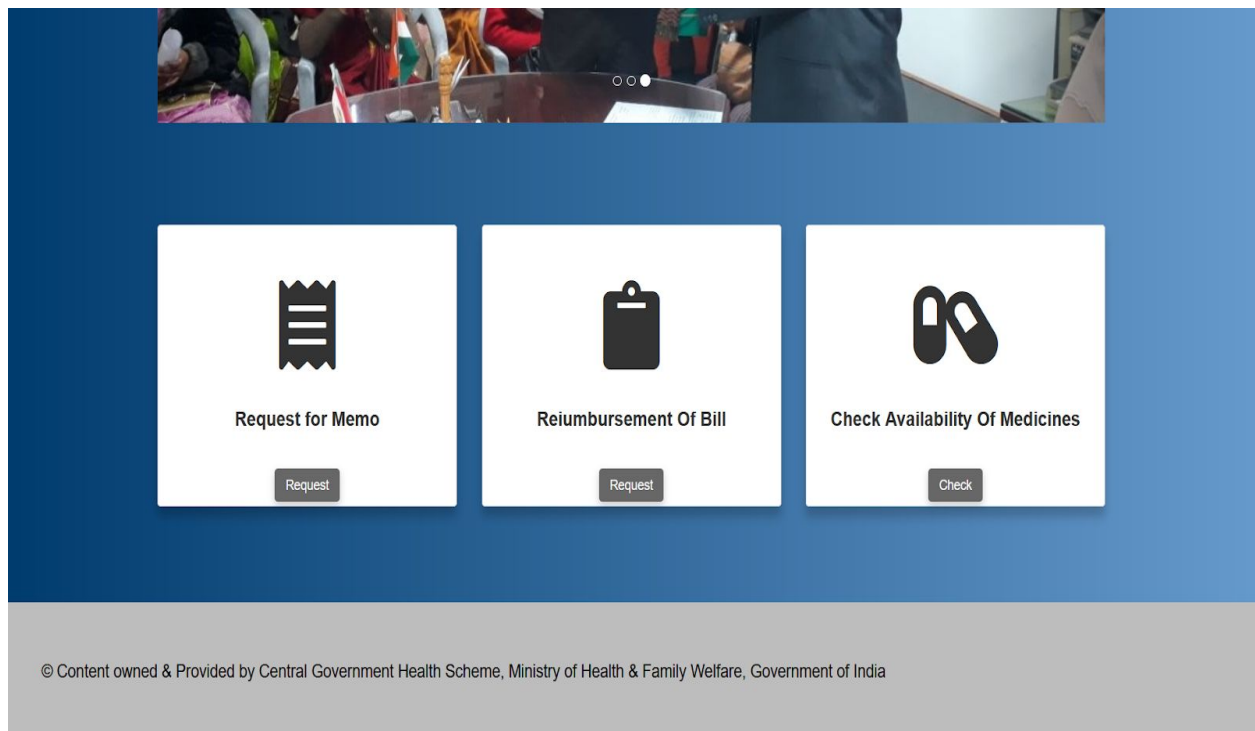 Request for Memo
Reiumbursement Of Bill
Check Availability Of Medicines
Request
Request
Check
© Content owned & Provided by Central Government Health Scheme, Ministry of Health & Family Welfare, Government of India